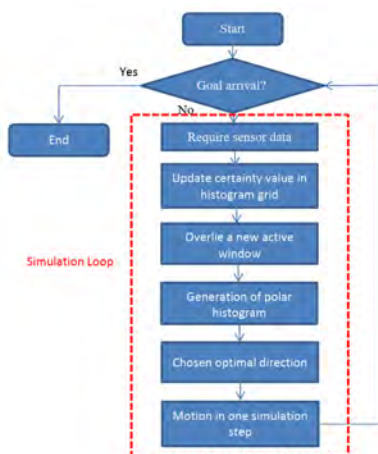 Start
Yes
Goal arrival?
No
End
Require sensor data
Update certainty value in
histogram grid
Overlie a new active
window
Simulation Loop
Generation of polar
histogram
Chosen optimal direction
Motion in one simulation
step